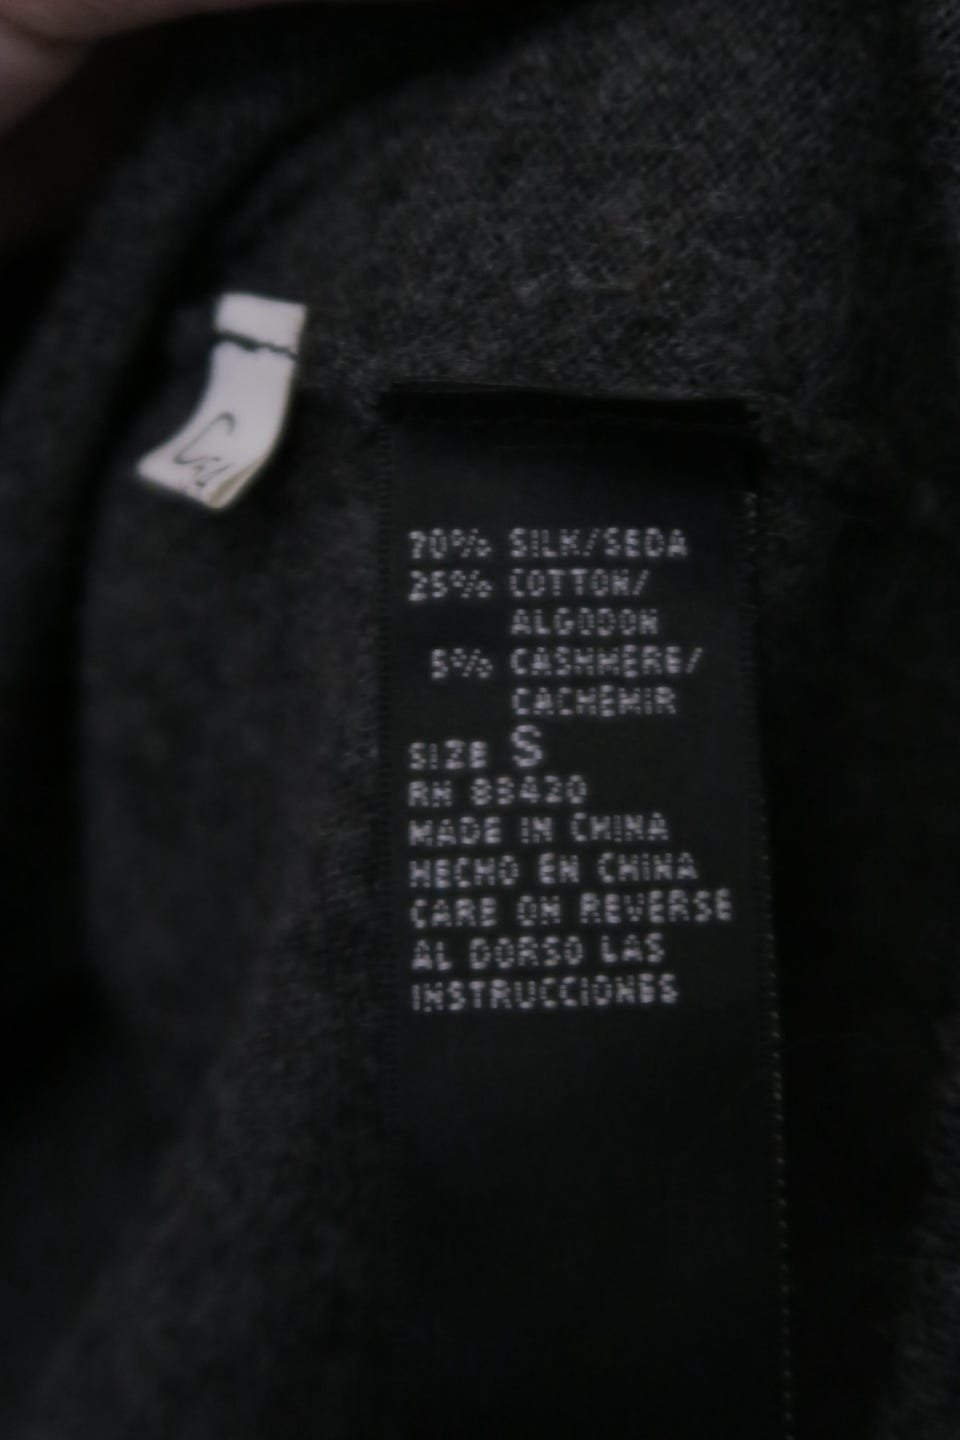 70% SILK/SEDA
25% COTTON/
ALGODON
5% CASHMERE/
CACHEMIR
SIZE S
RH 83420
MADE IN CHINA
HECHO EN CHINA
CARE ON REVERSE
AL DORSO LAS
INSTRUCCIONES